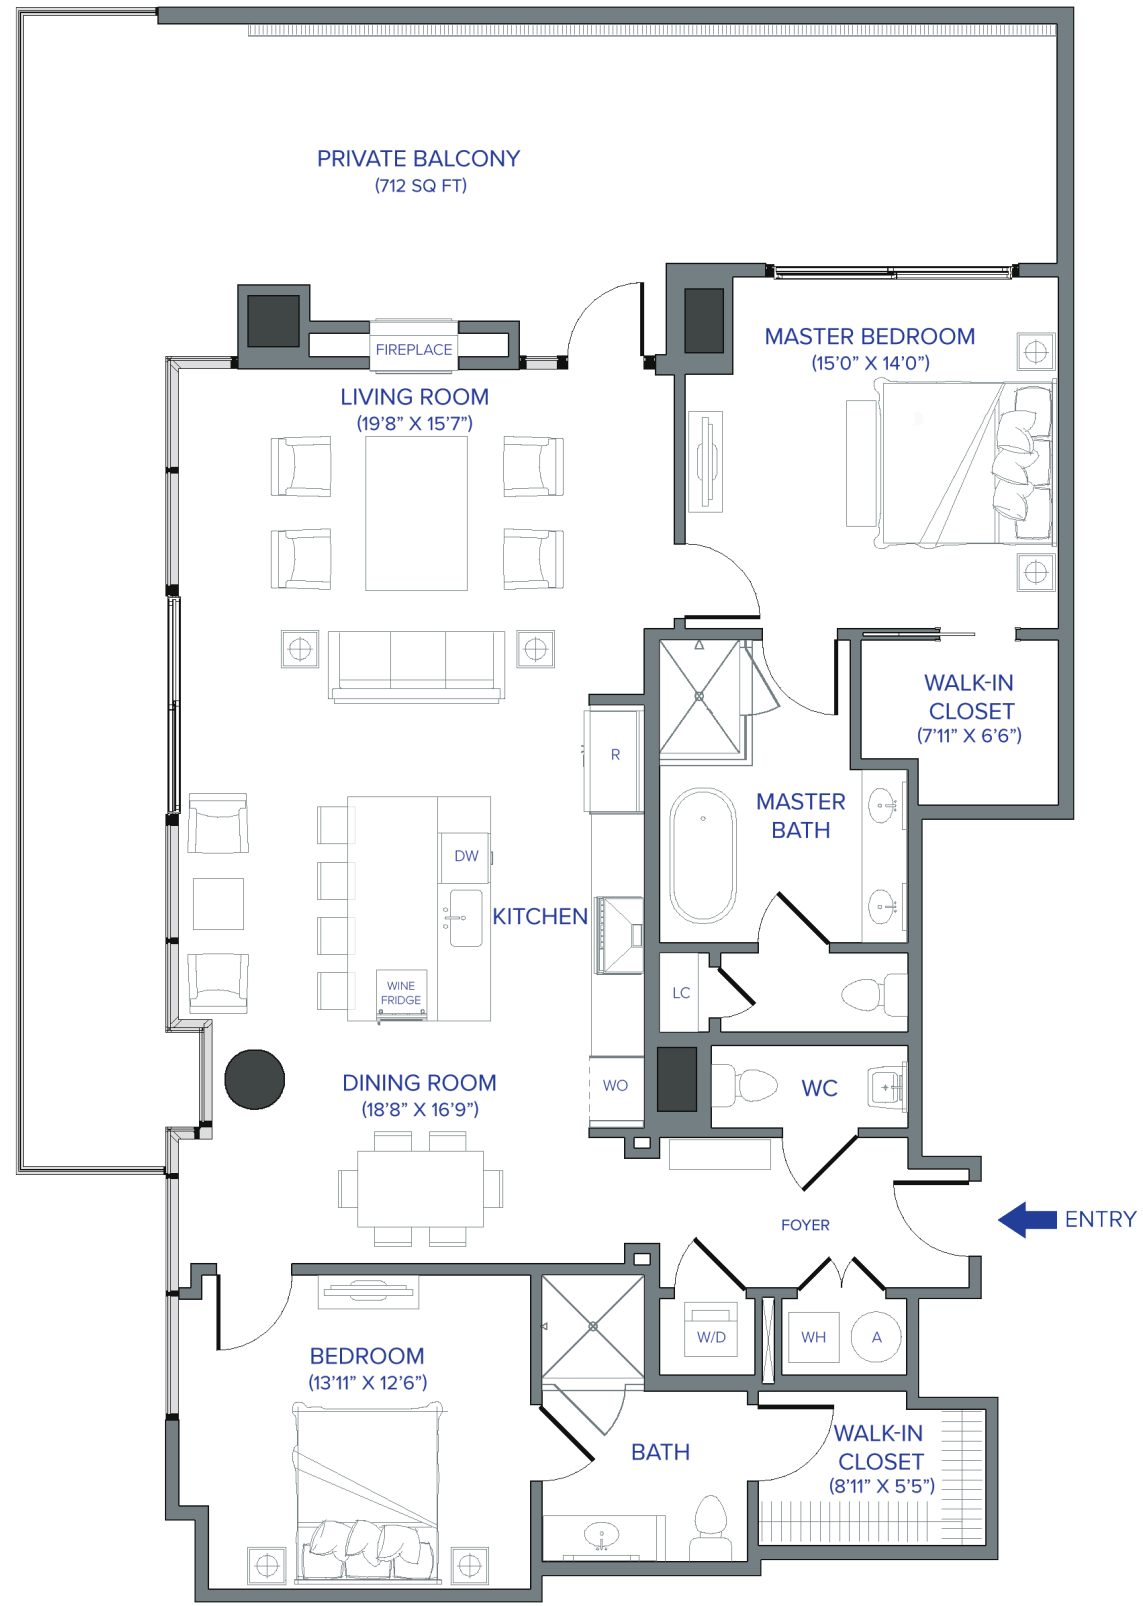 PRIVATE BALCONY
(712 SQ FT)
FIREPLACE
MASTER BEDROOM
(15’0” X 14’0”)
LIVING ROOM
(19’8” X 15’7”)
WALK-IN
CLOSET
(7’11” X 6’6”)
R
MASTER
BATH
DW
KITCHEN
WINE
FRIDGE
LC
DINING ROOM
(18’8” X 16’9”)
WO
WC
FOYER
ENTRY
W/D
WH
A
BEDROOM
(13’11” X 12’6”)
BATH
WALK-IN
CLOSET
(8’11” X 5’5”)